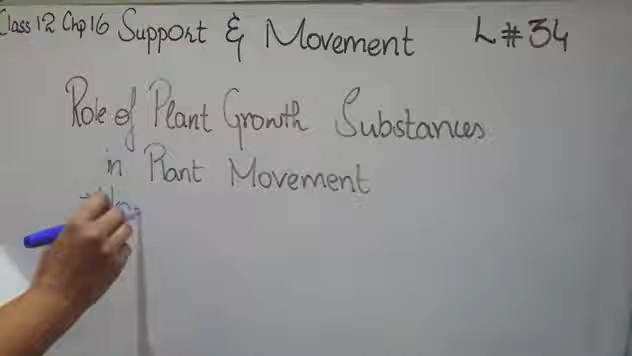 Class 12 Chp 16 Support & Movement L # 34
Role of Plant Growth Substances
in Plant Movement